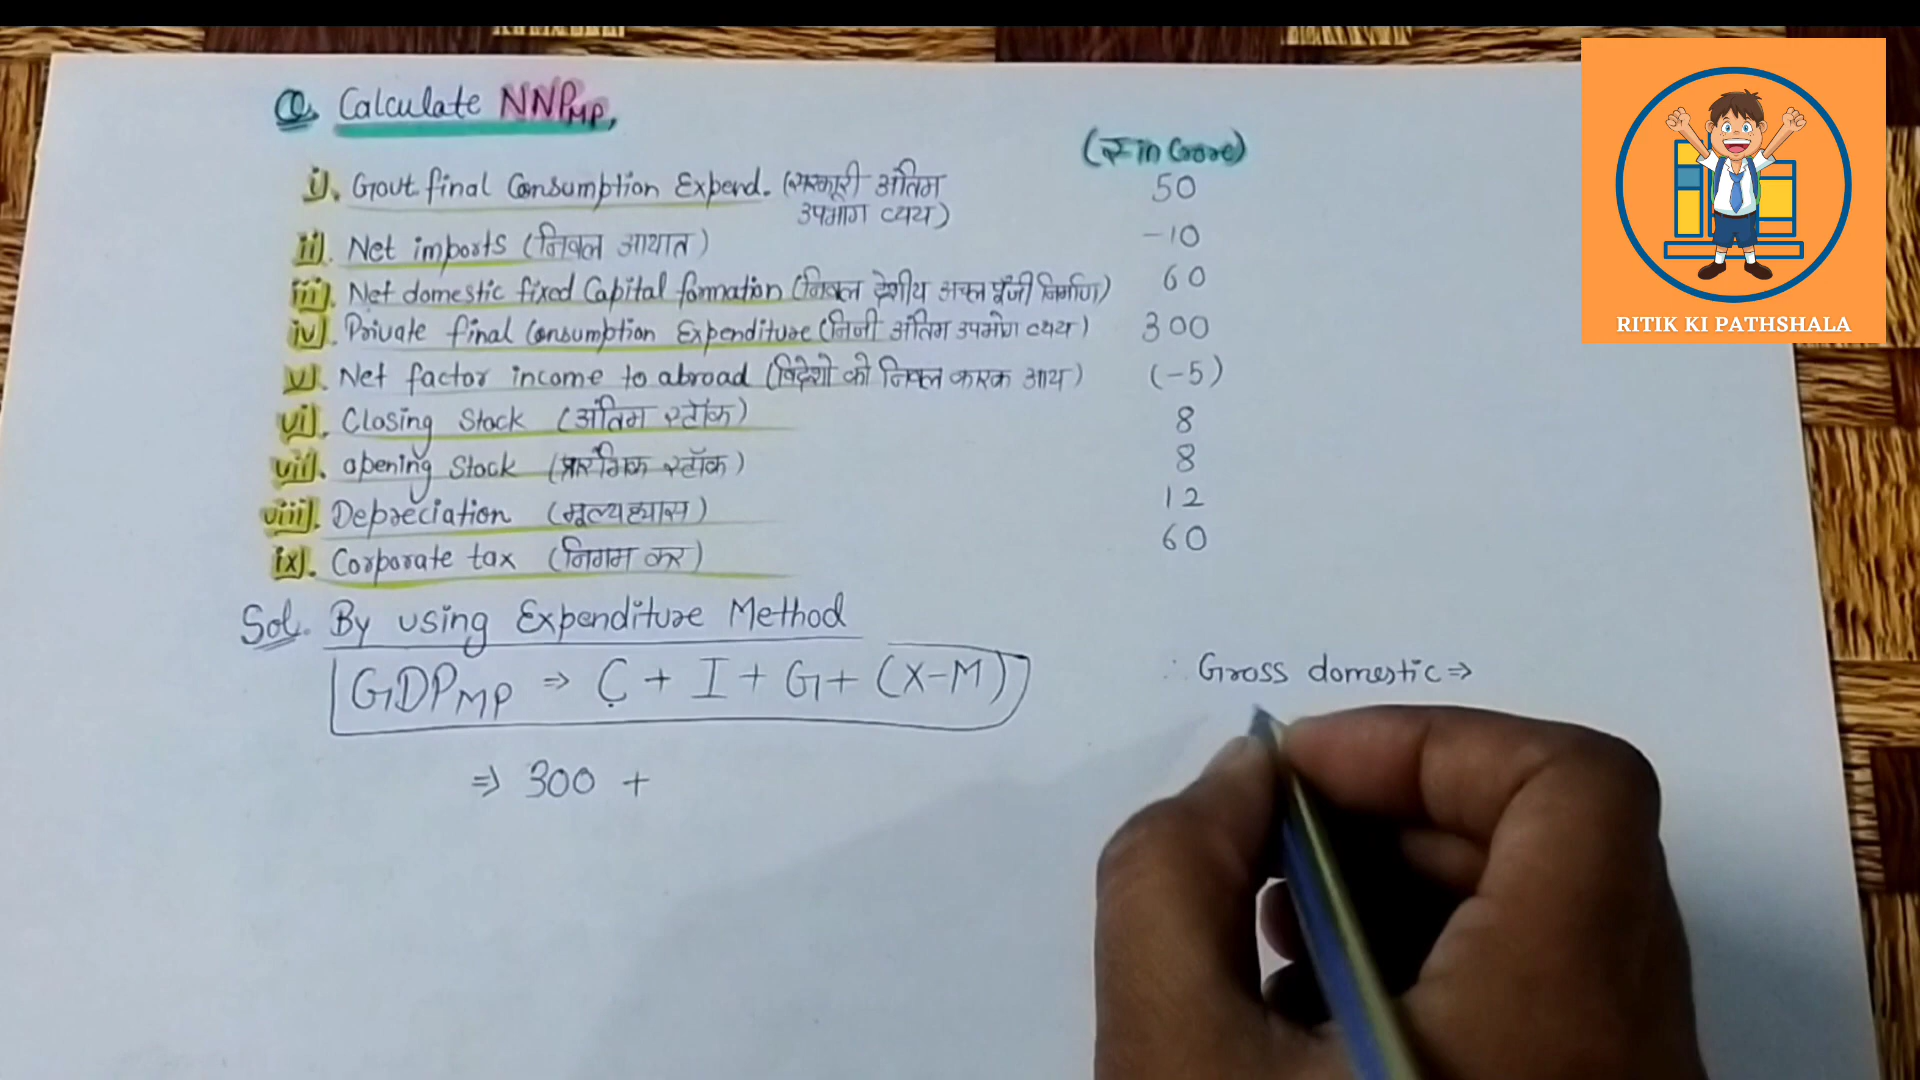 Q. Calculate NNPMP,
(₹ in Crore)
i). Govt. final Consumption Expend. (सरकारी अंतिम 50
उपभोग व्यय)
ii). Net imports (निवल आयात) -10
iii). Net domestic fixed Capital formation (निवल देशीय अचल पूँजी निर्माण) 60
iv). Private final Consumption Expenditure (निजी अंतिम उपभोग व्यय) 300
v). Net factor income to abroad (विदेशो को निवल कारक आय) (-5)
vi). Closing Stock (अंतिम स्टॉक) 8
vii). opening Stock (प्रारंभिक स्टॉक) 8
viii). Depreciation (मूल्यह्यास) 12
ix). Corporate tax (निगम कर) 60
Sol. By using Expenditure Method
GDPMP ⇒ C + I + G + (X-M)
∴ Gross domestic ⇒
⇒ 300 +
RITIK KI PATHSHALA